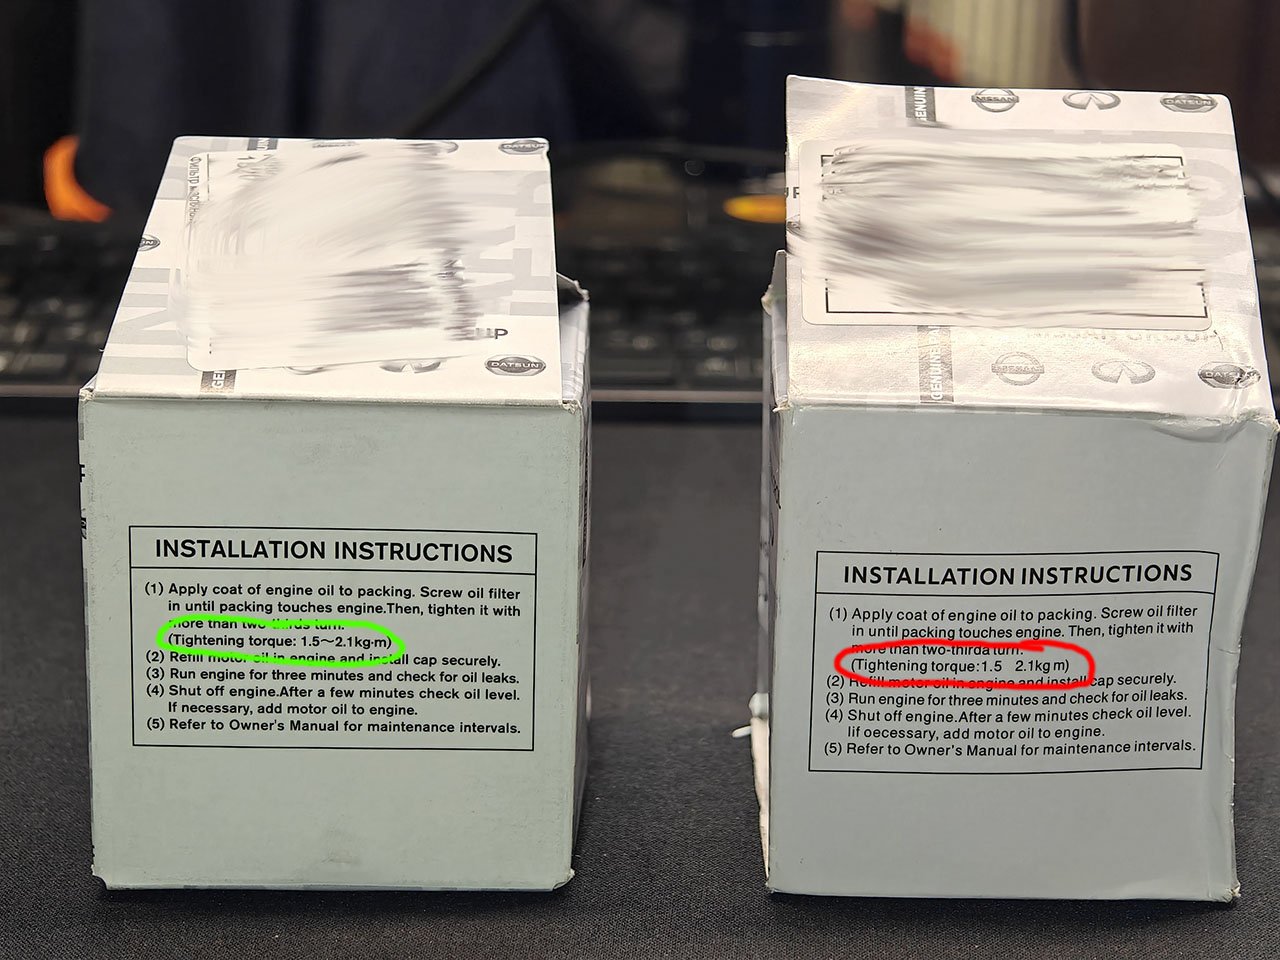 DATSUN
UP
DATSUN
GE
INSTALLATION INSTRUCTIONS
(1) Apply coat of engine oil to packing. Screw oil filter
in until packing touches engine.Then, tighten it with
more than two-thirds turn.
(Tightening torque: 1.5～2.1kg·m)
(2) Refill motor oil in engine and install cap securely.
(3) Run engine for three minutes and check for oil leaks.
(4) Shut off engine.After a few minutes check oil level.
If necessary, add motor oil to engine.
(5) Refer to Owner's Manual for maintenance intervals.
GENUIN
NISSAN
DATSUN
GENUINE
NISSAN
DATSUN
INSTALLATION INSTRUCTIONS
(1) Apply coat of engine oil to packing. Screw oil filter
in until packing touches engine. Then, tighten it with
more than two-thirda turn.
(Tightening torque:1.5 2.1kg m)
(2) Refill motor oil in engine and install cap securely.
(3) Run engine for three minutes and check for oil leaks.
(4) Shut off engine.After a few minutes check oil level.
Iif oecessary, add motor oil to engine.
(5) Refer to Owner's Manual for maintenance intervals.